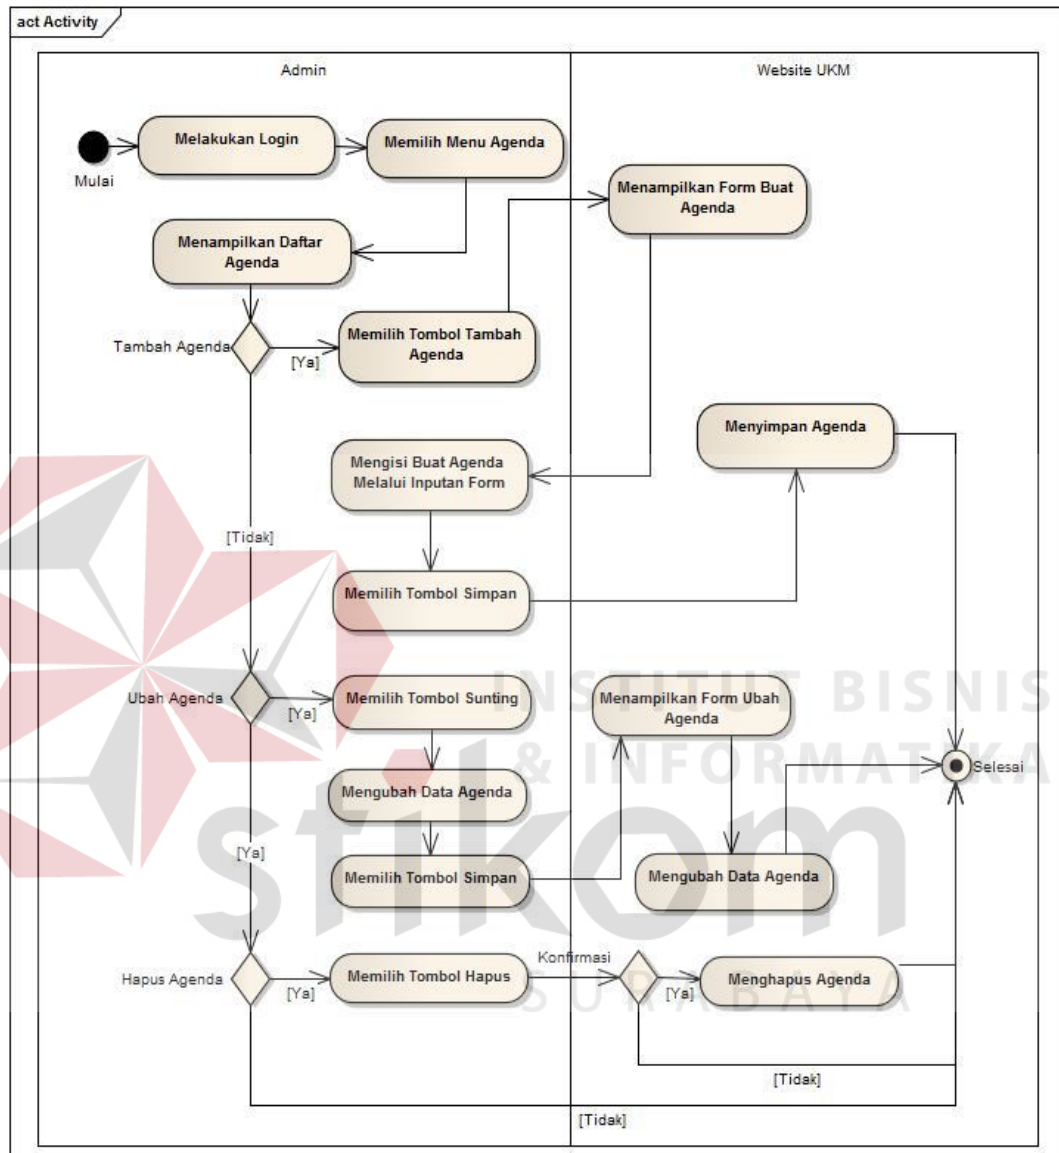 act Activity
Admin
Website UKM
Melakukan Login
Memilih Menu Agenda
Mulai
Menampilkan Form Buat
Agenda
Menampilkan Daftar
Agenda
Tambah Agenda
[Ya]
Memilih Tombol Tambah
Agenda
Menyimpan Agenda
Mengisi Buat Agenda
Melalui Inputan Form
[Tidak]
Memilih Tombol Simpan
Ubah Agenda
[Ya]
Memilih Tombol Sunting
Menampilkan Form Ubah
Agenda
INSTITUT BISNIS
& INFORMATIKA
Selesai
Mengubah Data Agenda
stikom
[Ya]
Memilih Tombol Simpan
Mengubah Data Agenda
Hapus Agenda
[Ya]
Memilih Tombol Hapus
Konfirmasi
[Ya]
Menghapus Agenda
SURABAYA
[Tidak]
[Tidak]